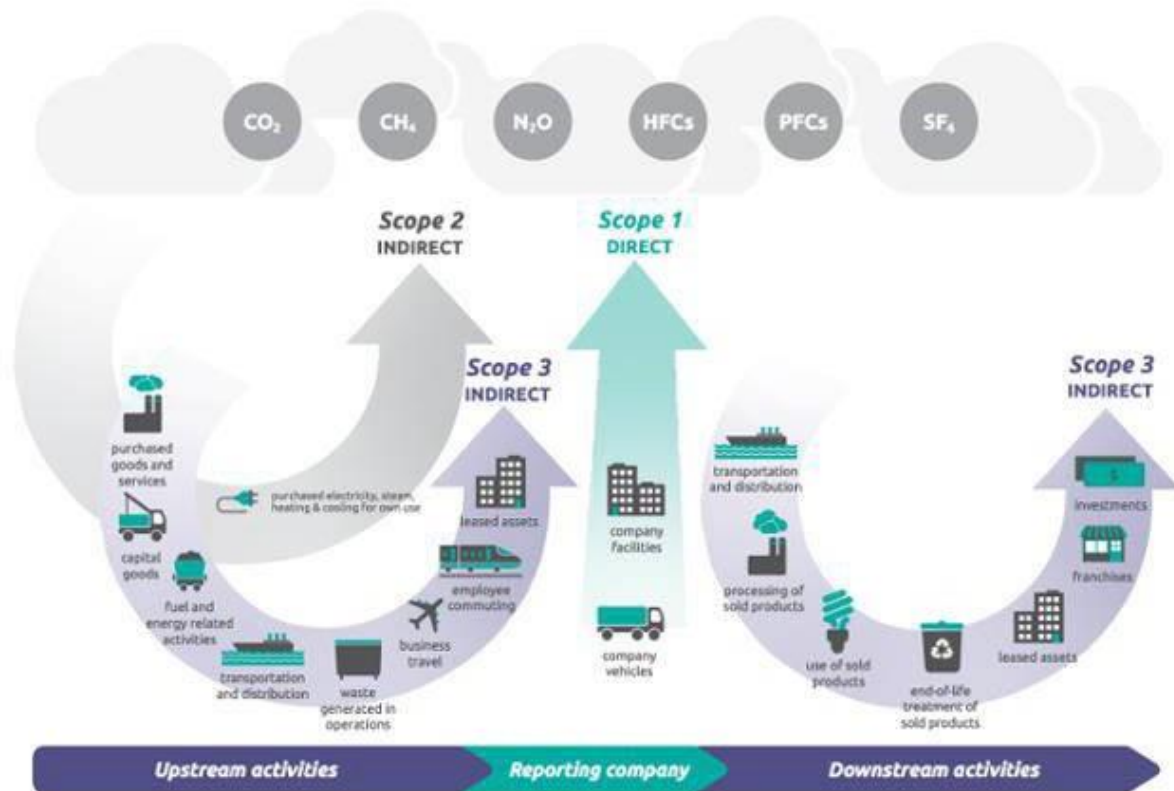 CO₂
CH₄
N₂O
HFCs
PFCs
SF₄
Scope 2
INDIRECT
Scope 1
DIRECT
Scope 3
INDIRECT
Scope 3
INDIRECT
purchased
goods and
services
capital
goods
fuel and
energy related
activities
purchased electricity, steam,
heating & cooling for own use
transportation
and distribution
waste
generated in
operations
business
travel
employee
commuting
leased assets
company
facilities
company
vehicles
transportation
and distribution
processing of
sold products
use of sold
products
end-of-life
treatment of
sold products
leased assets
franchises
investments
$
Upstream activities
Reporting company
Downstream activities